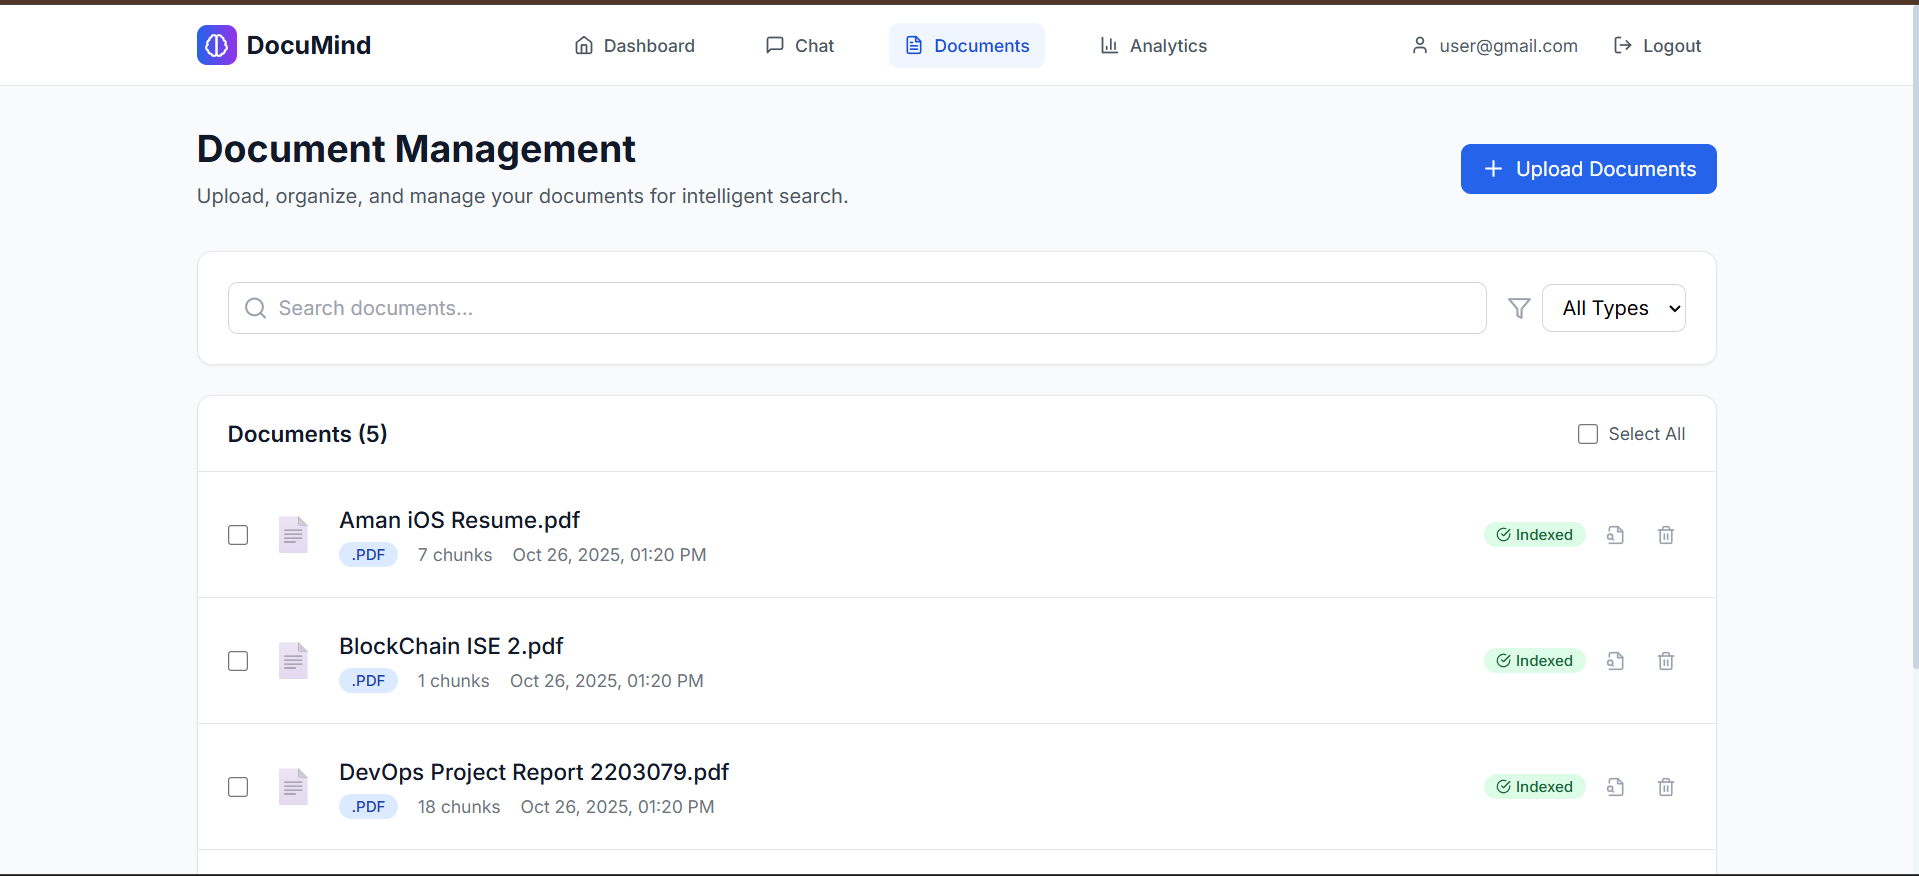 DocuMind
Dashboard
Chat
Documents
Analytics
user@gmail.com
Logout
Document Management
Upload, organize, and manage your documents for intelligent search.
Upload Documents
Search documents...
All Types
Documents (5)
Select All
Aman iOS Resume.pdf
.PDF 7 chunks Oct 26, 2025, 01:20 PM
Indexed
BlockChain ISE 2.pdf
.PDF 1 chunks Oct 26, 2025, 01:20 PM
Indexed
DevOps Project Report 2203079.pdf
.PDF 18 chunks Oct 26, 2025, 01:20 PM
Indexed